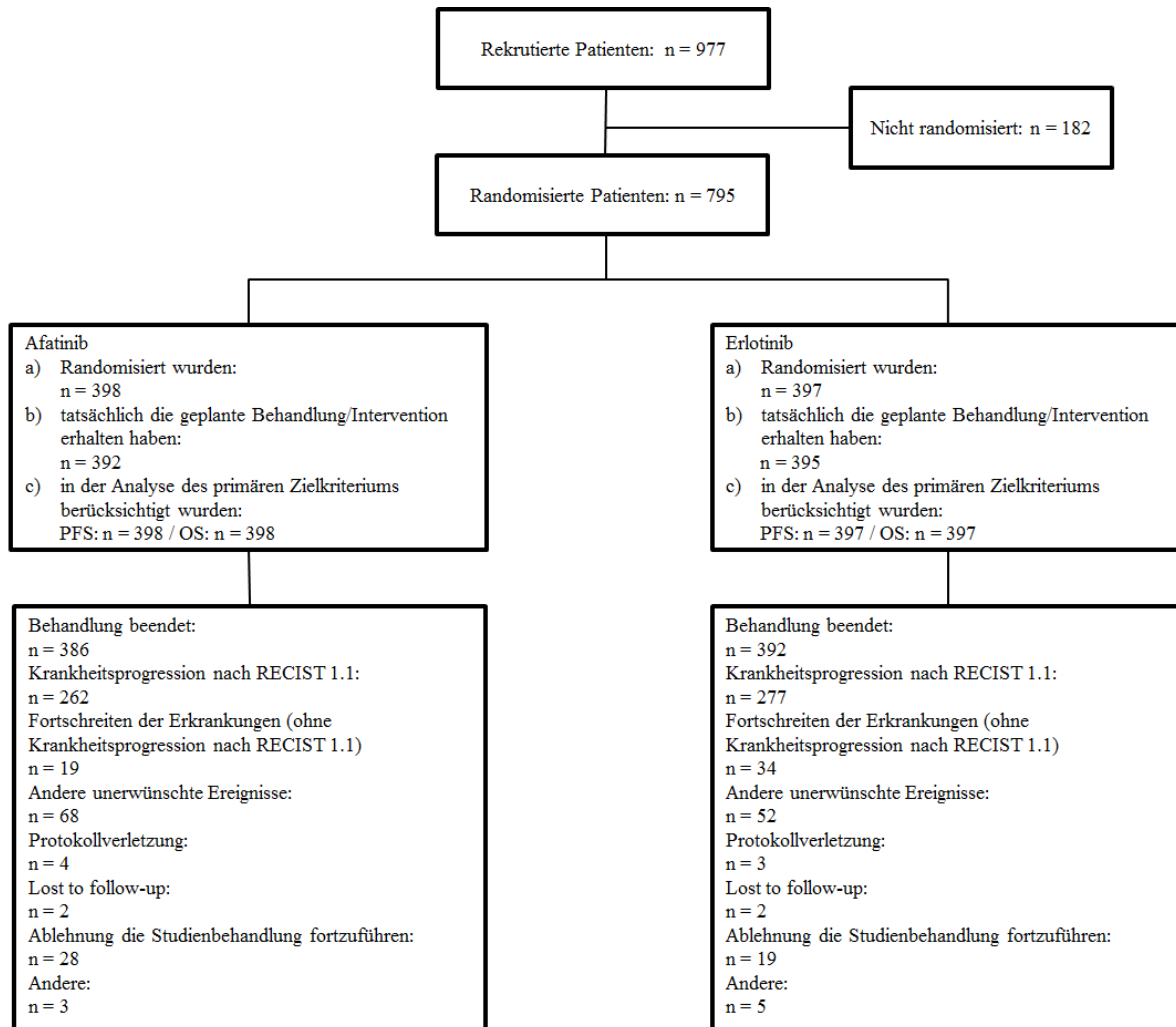 Rekrutierte Patienten: n = 977
Nicht randomisiert: n = 182
Randomisierte Patienten: n = 795
Afatinib
a) Randomisiert wurden:
n = 398
b) tatsächlich die geplante Behandlung/Intervention
erhalten haben:
n = 392
c) in der Analyse des primären Zielkriteriums
berücksichtigt wurden:
PFS: n = 398 / OS: n = 398
Erlotinib
a) Randomisiert wurden:
n = 397
b) tatsächlich die geplante Behandlung/Intervention
erhalten haben:
n = 395
c) in der Analyse des primären Zielkriteriums
berücksichtigt wurden:
PFS: n = 397 / OS: n = 397
Behandlung beendet:
n = 386
Krankheitsprogression nach RECIST 1.1:
n = 262
Fortschreiten der Erkrankungen (ohne
Krankheitsprogression nach RECIST 1.1)
n = 19
Andere unerwünschte Ereignisse:
n = 68
Protokollverletzung:
n = 4
Lost to follow-up:
n = 2
Ablehnung die Studienbehandlung fortzuführen:
n = 28
Andere:
n = 3
Behandlung beendet:
n = 392
Krankheitsprogression nach RECIST 1.1:
n = 277
Fortschreiten der Erkrankungen (ohne
Krankheitsprogression nach RECIST 1.1)
n = 34
Andere unerwünschte Ereignisse:
n = 52
Protokollverletzung:
n = 3
Lost to follow-up:
n = 2
Ablehnung die Studienbehandlung fortzuführen:
n = 19
Andere:
n = 5